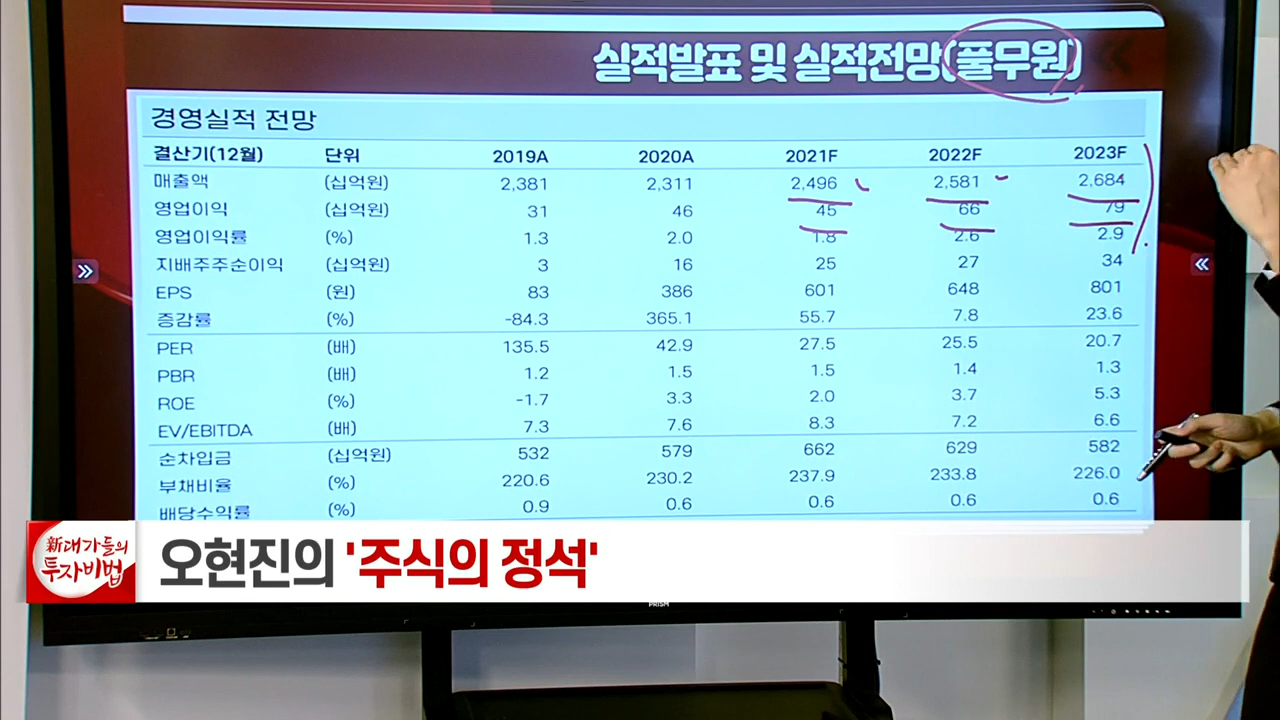 실적발표 및 실적전망(풀무원)
경영실적 전망
결산기(12월) 단위 2019A 2020A 2021F 2022F 2023F
매출액 (십억원) 2,381 2,311 2,496 2,581 2,684
영업이익 (십억원) 31 46 45 66 79
영업이익률 (%) 1.3 2.0 1.8 2.6 2.9
지배주주순이익 (십억원) 3 16 25 27 34
EPS (원) 83 386 601 648 801
증감률 (%) -84.3 365.1 55.7 7.8 23.6
PER (배) 135.5 42.9 27.5 25.5 20.7
PBR (배) 1.2 1.5 1.5 1.4 1.3
ROE (%) -1.7 3.3 2.0 3.7 5.3
EV/EBITDA (배) 7.3 7.6 8.3 7.2 6.6
순차입금 (십억원) 532 579 662 629 582
부채비율 (%) 220.6 230.2 237.9 233.8 226.0
배당수익률 (%) 0.9 0.6 0.6 0.6 0.6
新대가들의
투자비법
오현진의 '주식의 정석'
PRISM